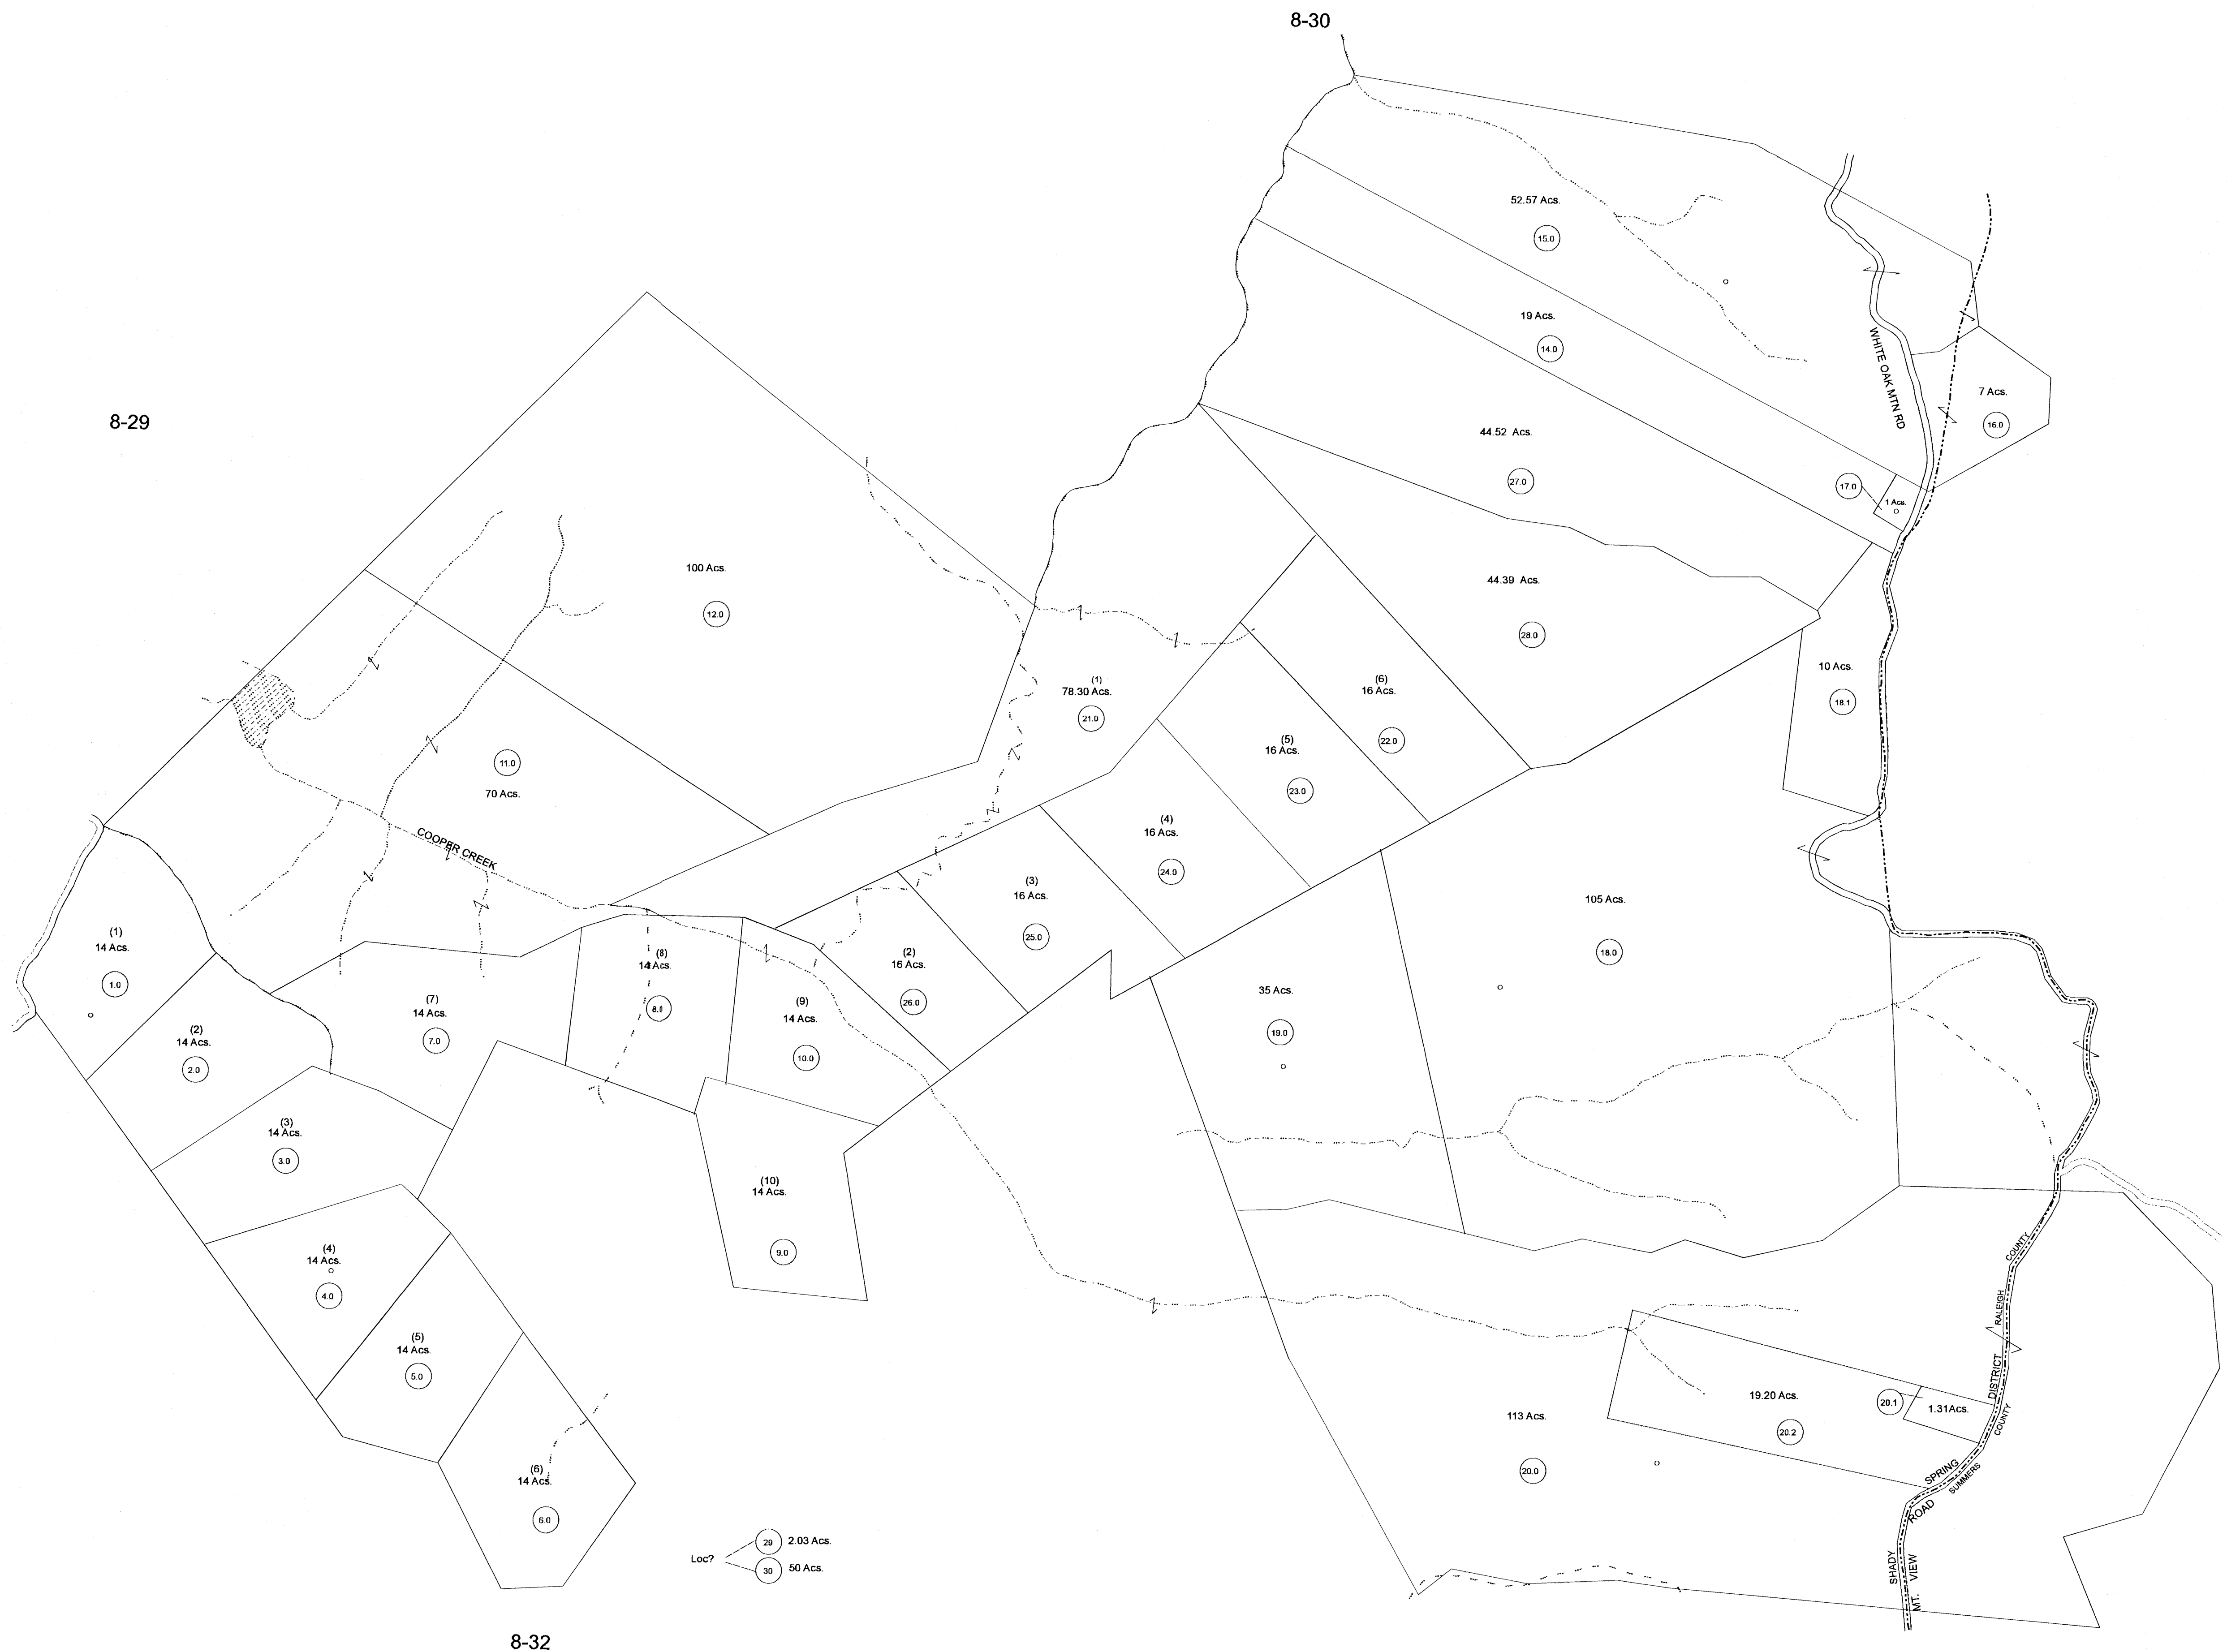 8-30
52.57 Acs.
15.0
19 Acs.
14.0
WHITE OAK MTN RD
7 Acs.
16.0
8-29
44.52 Acs.
27.0
17.0
1 Acs.
100 Acs.
12.0
44.39 Acs.
28.0
10 Acs.
18.1
(1)
78.30 Acs.
21.0
(6)
16 Acs.
22.0
(5)
16 Acs.
23.0
11.0
70 Acs.
COOPER CREEK
(4)
16 Acs.
24.0
(3)
16 Acs.
25.0
105 Acs.
18.0
(1)
14 Acs.
1.0
(8)
14 Acs.
8.0
(2)
16 Acs.
26.0
(7)
14 Acs.
7.0
(9)
14 Acs.
10.0
35 Acs.
19.0
(2)
14 Acs.
2.0
(3)
14 Acs.
3.0
(10)
14 Acs.
9.0
(4)
14 Acs.
4.0
(5)
14 Acs.
5.0
RALEIGH COUNTY
SHADY SPRING DISTRICT
SUMMERS COUNTY
MT. VIEW ROAD
19.20 Acs.
20.2
20.1
1.31Acs.
113 Acs.
20.0
(6)
14 Acs.
6.0
Loc?
29 2.03 Acs.
30 50 Acs.
8-32